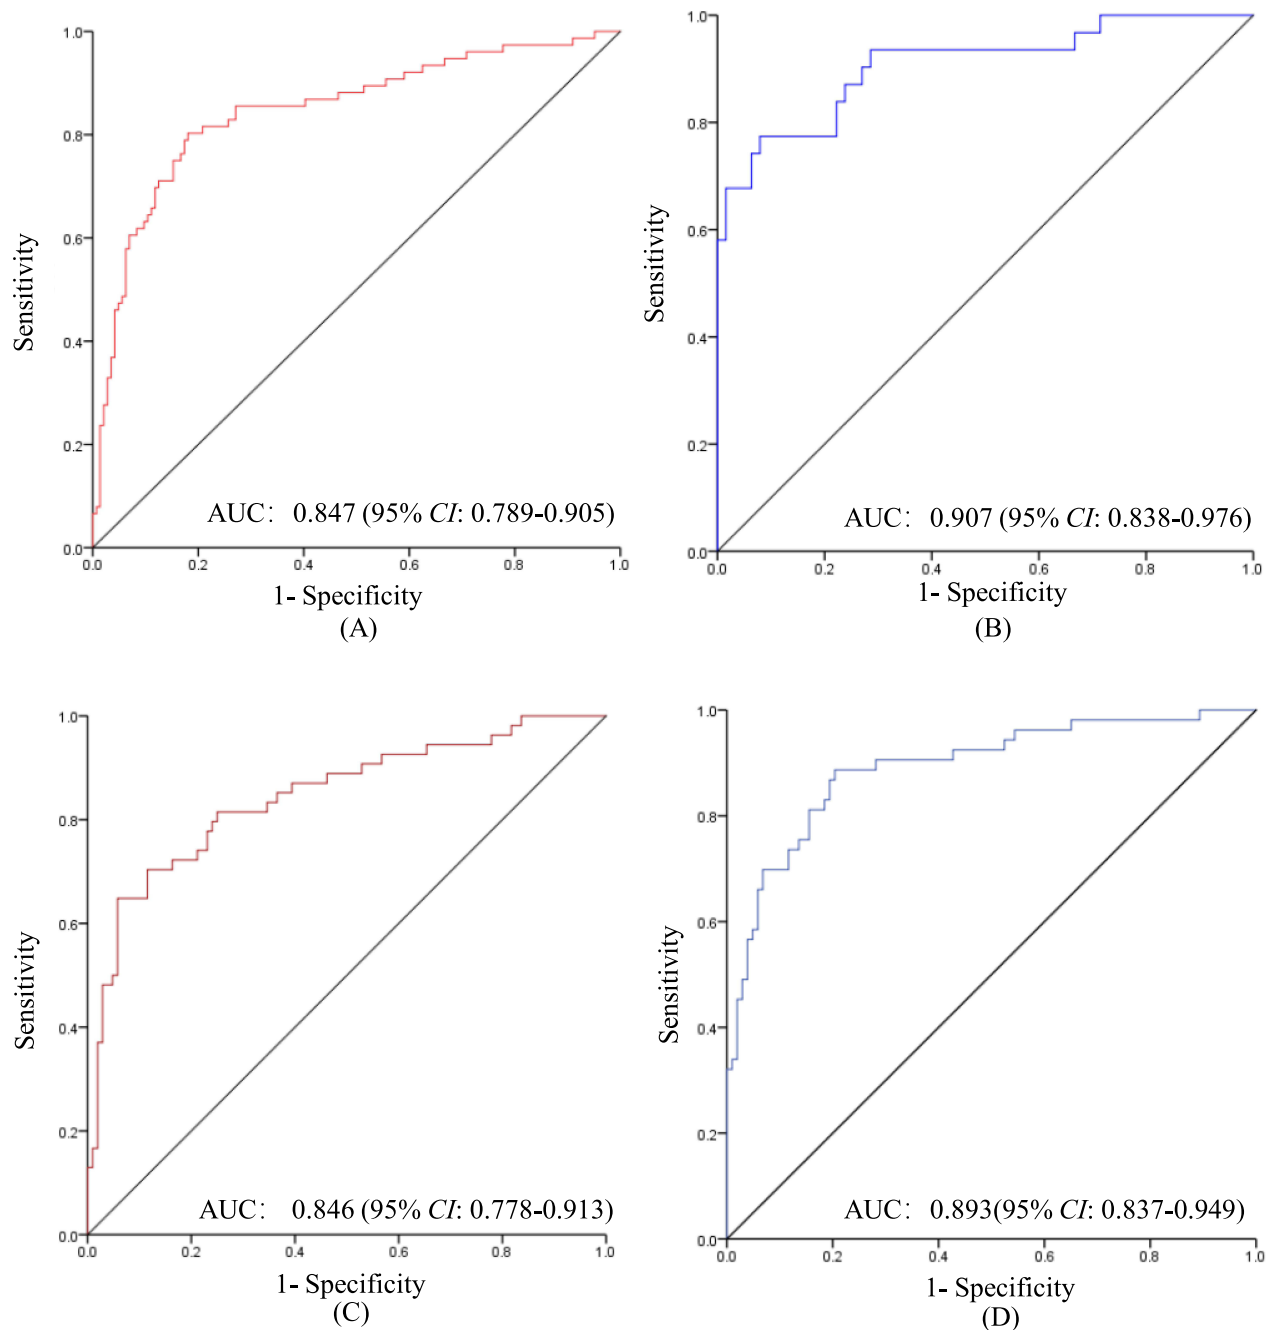 1.0
0.8
0.6
0.4
0.2
0.0
Sensitivity
AUC: 0.847 (95% CI: 0.789-0.905)
0.0 0.2 0.4 0.6 0.8 1.0
1- Specificity
(A)
1.0
0.8
0.6
0.4
0.2
0.0
Sensitivity
AUC: 0.907 (95% CI: 0.838-0.976)
0.0 0.2 0.4 0.6 0.8 1.0
1- Specificity
(B)
1.0
0.8
0.6
0.4
0.2
0.0
Sensitivity
AUC: 0.846 (95% CI: 0.778-0.913)
0.0 0.2 0.4 0.6 0.8 1.0
1- Specificity
(C)
1.0
0.8
0.6
0.4
0.2
0.0
Sensitivity
AUC: 0.893(95% CI: 0.837-0.949)
0.0 0.2 0.4 0.6 0.8 1.0
1- Specificity
(D)